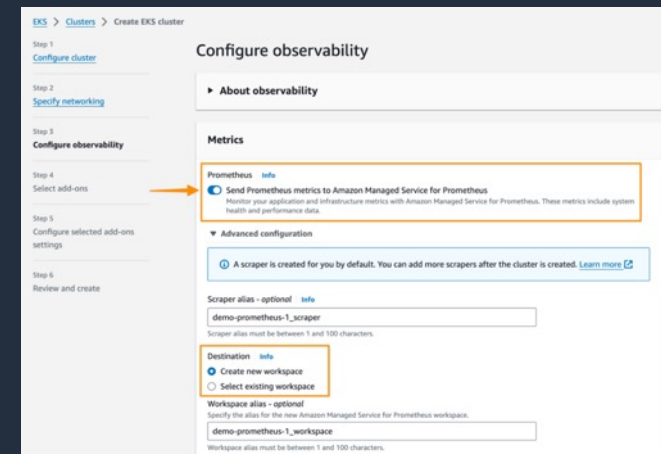 EKS > Clusters > Create EKS cluster
Step 1
Configure cluster
Step 2
Specify networking
Step 3
Configure observability
Step 4
Select add-ons
Step 5
Configure selected add-ons
settings
Step 6
Review and create
Configure observability
About observability
Metrics
Prometheus Info
Send Prometheus metrics to Amazon Managed Service for Prometheus
Monitor your application and infrastructure metrics with Amazon Managed Service for Prometheus. These metrics include system
health and performance data.
Advanced configuration
A scraper is created for you by default. You can add more scrapers after the cluster is created. Learn more
Scraper alias - optional Info
demo-prometheus-1_scraper
Scraper alias must be between 1 and 100 characters.
Destination Info
Create new workspace
Select existing workspace
Workspace alias - optional
Specify the alias for the new Amazon Managed Service for Prometheus workspace.
demo-prometheus-1_workspace
Workspace alias must be between 1 and 100 characters.